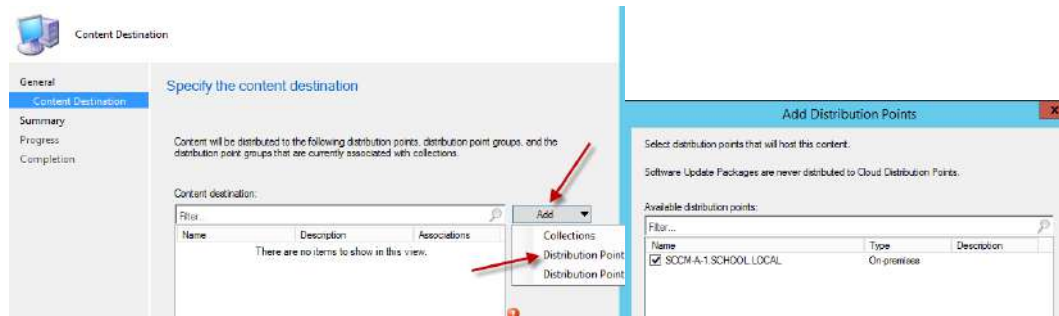 Content Destination
General
Content Destination
Summary
Progress
Completion
Specify the content destination
Content will be distributed to the following distribution points, distribution point groups, and the
distribution point groups that are currently associated with collections.
Content destination:
Filter...
Add
Name Description Associations
There are no items to show in this view.
Collections
Distribution Point
Distribution Point
Add Distribution Points
X
Select distribution points that will host this content.
Software Update Packages are never distributed to Cloud Distribution Points.
Available distribution points:
Filter...
Name Type Description
SCCM-A-1.SCHOOL.LOCAL On-premises